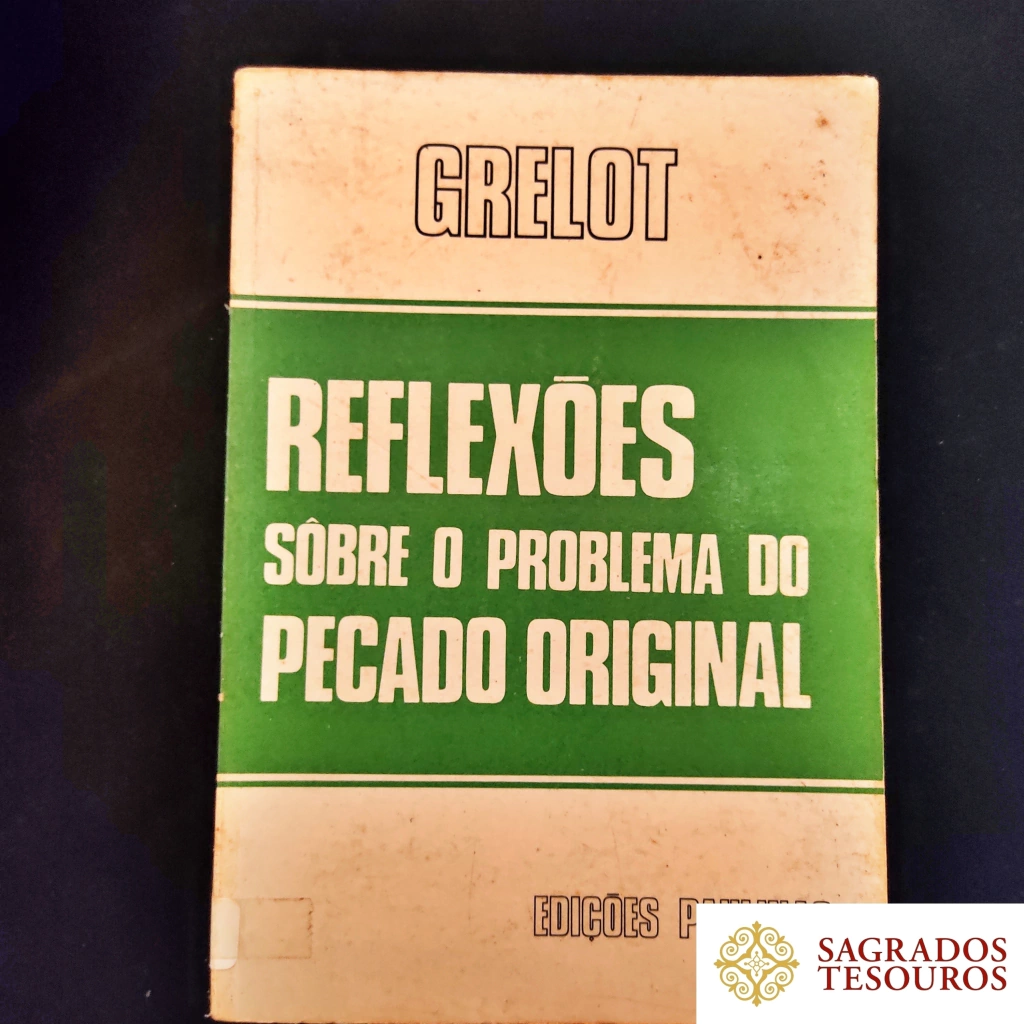 GRELOT
REFLEXÕES
SÔBRE O PROBLEMA DO
PECADO ORIGINAL
EDIÇÕES
SAGRADOS
TESOUROS